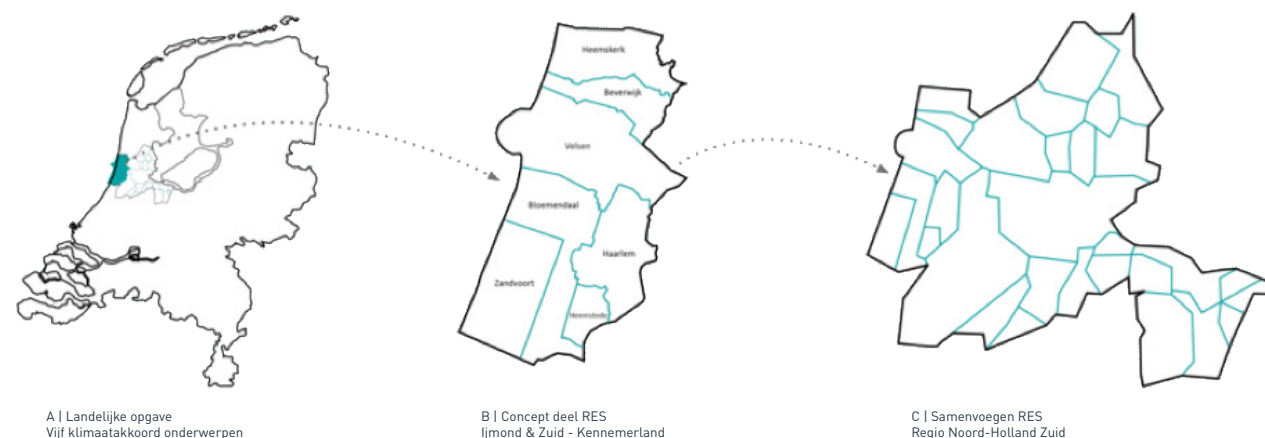 Heemskerk
Beverwijk
Velsen
Bloemendaal
Haarlem
Zandvoort
Heemstede
A | Landelijke opgave
Vijf klimaatakkoord onderwerpen
B | Concept deel RES
Ijmond & Zuid - Kennemerland
C | Samenvoegen RES
Regio Noord-Holland Zuid